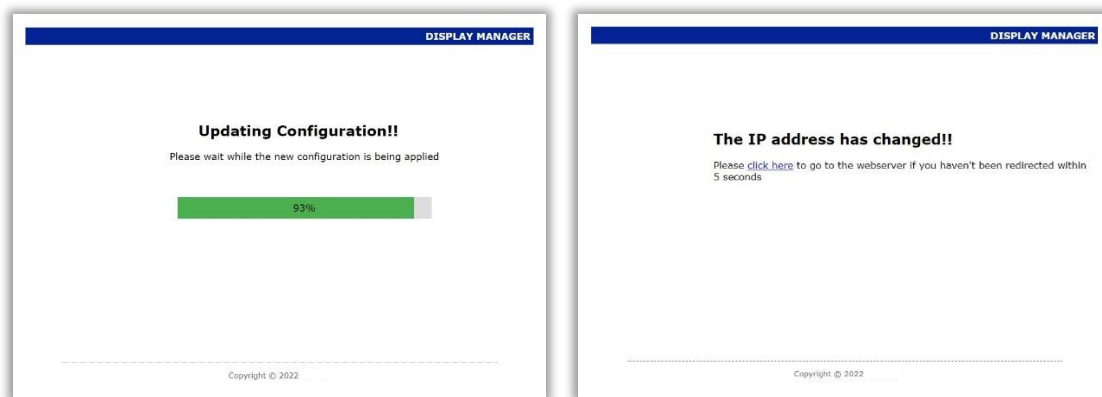 DISPLAY MANAGER
Updating Configuration!!
Please wait while the new configuration is being applied
93%
Copyright © 2022
DISPLAY MANAGER
The IP address has changed!!
Please click here to go to the webserver if you haven't been redirected within
5 seconds
Copyright © 2022